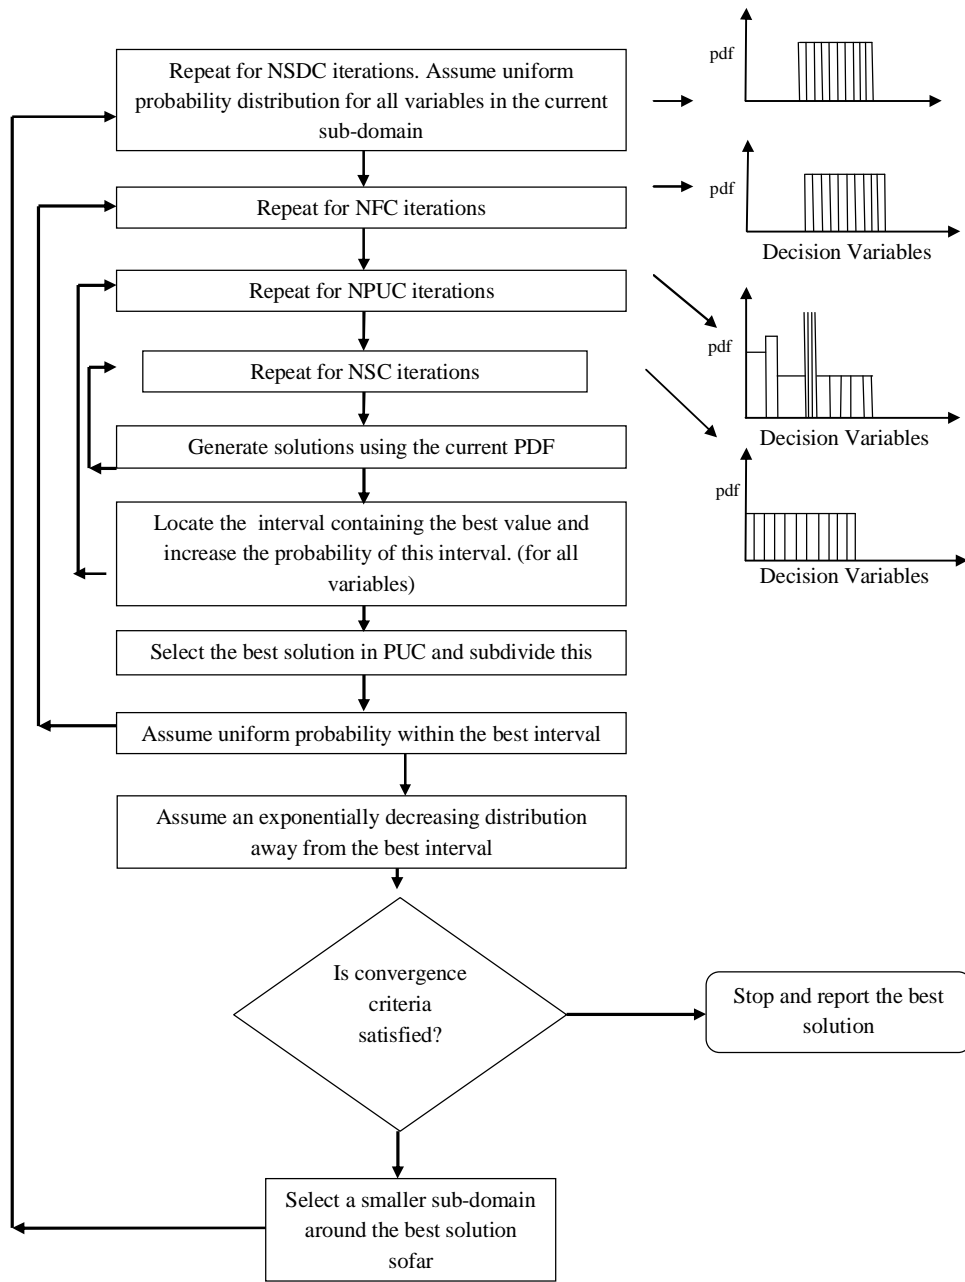 Repeat for NSDC iterations. Assume uniform
probability distribution for all variables in the current
sub-domain
pdf
Repeat for NFC iterations
pdf
Decision Variables
Repeat for NPUC iterations
pdf
Decision Variables
Repeat for NSC iterations
Generate solutions using the current PDF
pdf
Decision Variables
Locate the  interval containing the best value and
increase the probability of this interval. (for all
variables)
Select the best solution in PUC and subdivide this
Assume uniform probability within the best interval
Assume an exponentially decreasing distribution
away from the best interval
Is convergence
criteria
satisfied?
Stop and report the best
solution
Select a smaller sub-domain
around the best solution
sofar